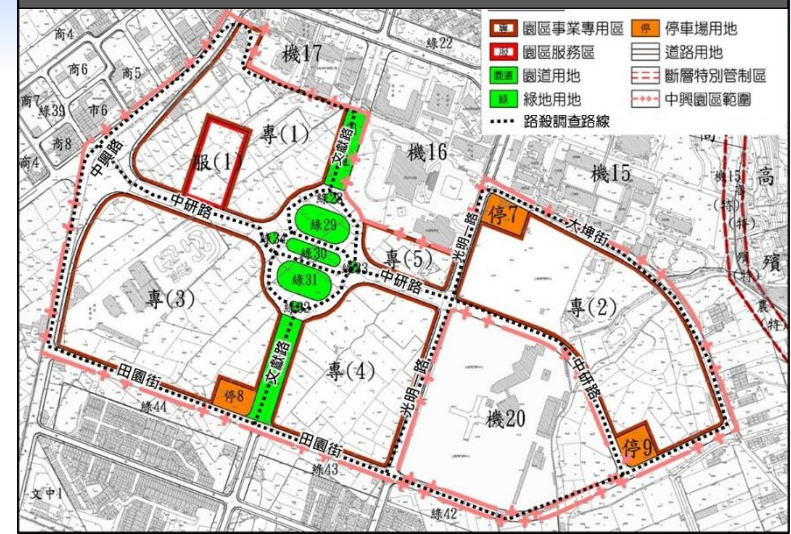 專 園區事業專用區
停 停車場用地
服 園區服務區
道路用地
園道 園道用地
斷層特別管制區
綠 綠地用地
中興園區範圍
路殺調查路線
商4
綠22
機17
商6
商5
商7
綠39
市6
商8
商4
專(1)
文獻路
機16
機15
高
服(1)
中興路
中研路
綠29
綠30
綠31
專(5)
中研路
光明一路
停7
大埤街
殯
(特)
農
(特)
專(3)
專(2)
文獻路
專(4)
光明一路
中研路
機20
田園街
停8
綠44
田園街
停9
綠43
文中1
綠42